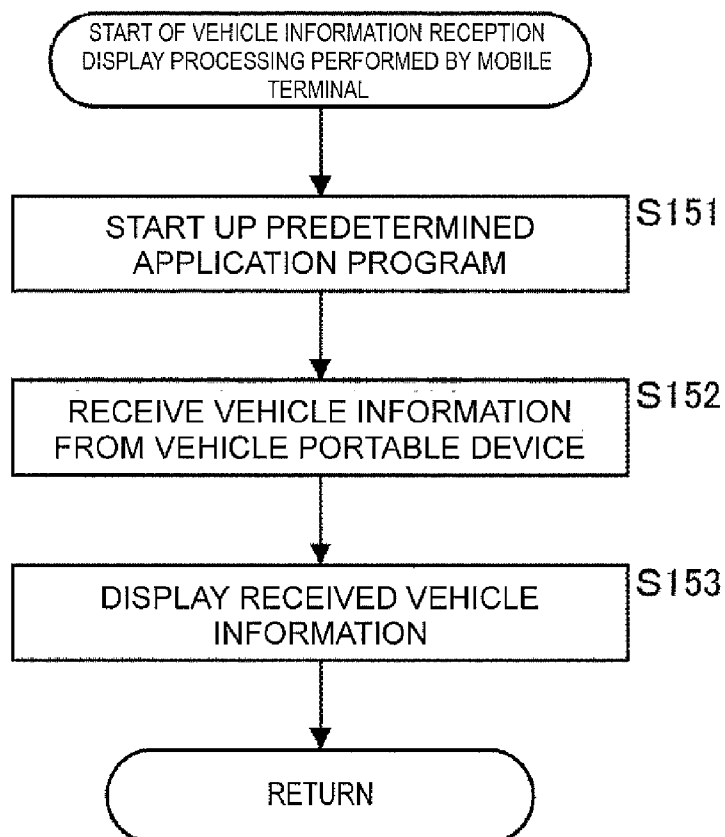 START OF VEHICLE INFORMATION RECEPTION
DISPLAY PROCESSING PERFORMED BY MOBILE
TERMINAL
S151
START UP PREDETERMINED
APPLICATION PROGRAM
S152
RECEIVE VEHICLE INFORMATION
FROM VEHICLE PORTABLE DEVICE
S153
DISPLAY RECEIVED VEHICLE
INFORMATION
RETURN